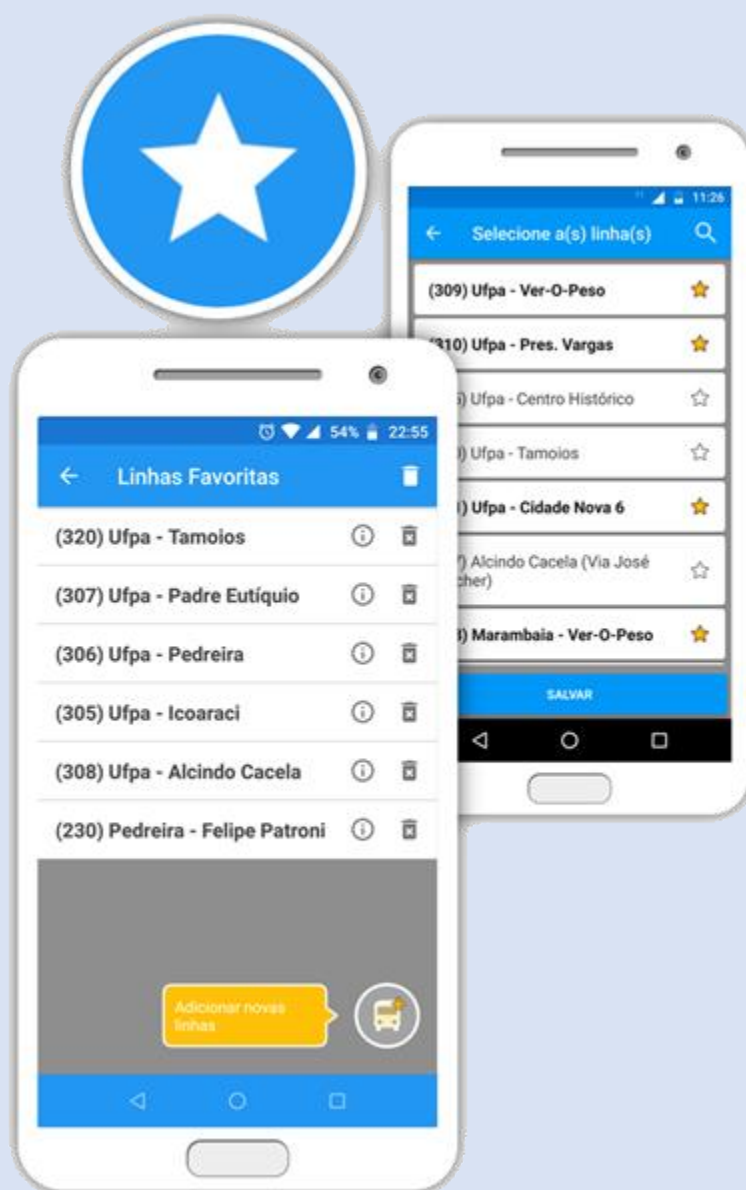 11:26
Selecione a(s) linha(s)
(309) Ufpa - Ver-O-Peso
310) Ufpa - Pres. Vargas
) Ufpa - Centro Histórico
) Ufpa - Tamoios
1) Ufpa - Cidade Nova 6
) Alcindo Cacela (Via José
cher)
) Marambaia - Ver-O-Peso
SALVAR
54% 22:55
Linhas Favoritas
(320) Ufpa - Tamoios
(307) Ufpa - Padre Eutíquio
(306) Ufpa - Pedreira
(305) Ufpa - Icoaraci
(308) Ufpa - Alcindo Cacela
(230) Pedreira - Felipe Patroni
Adicionar novas
linhas